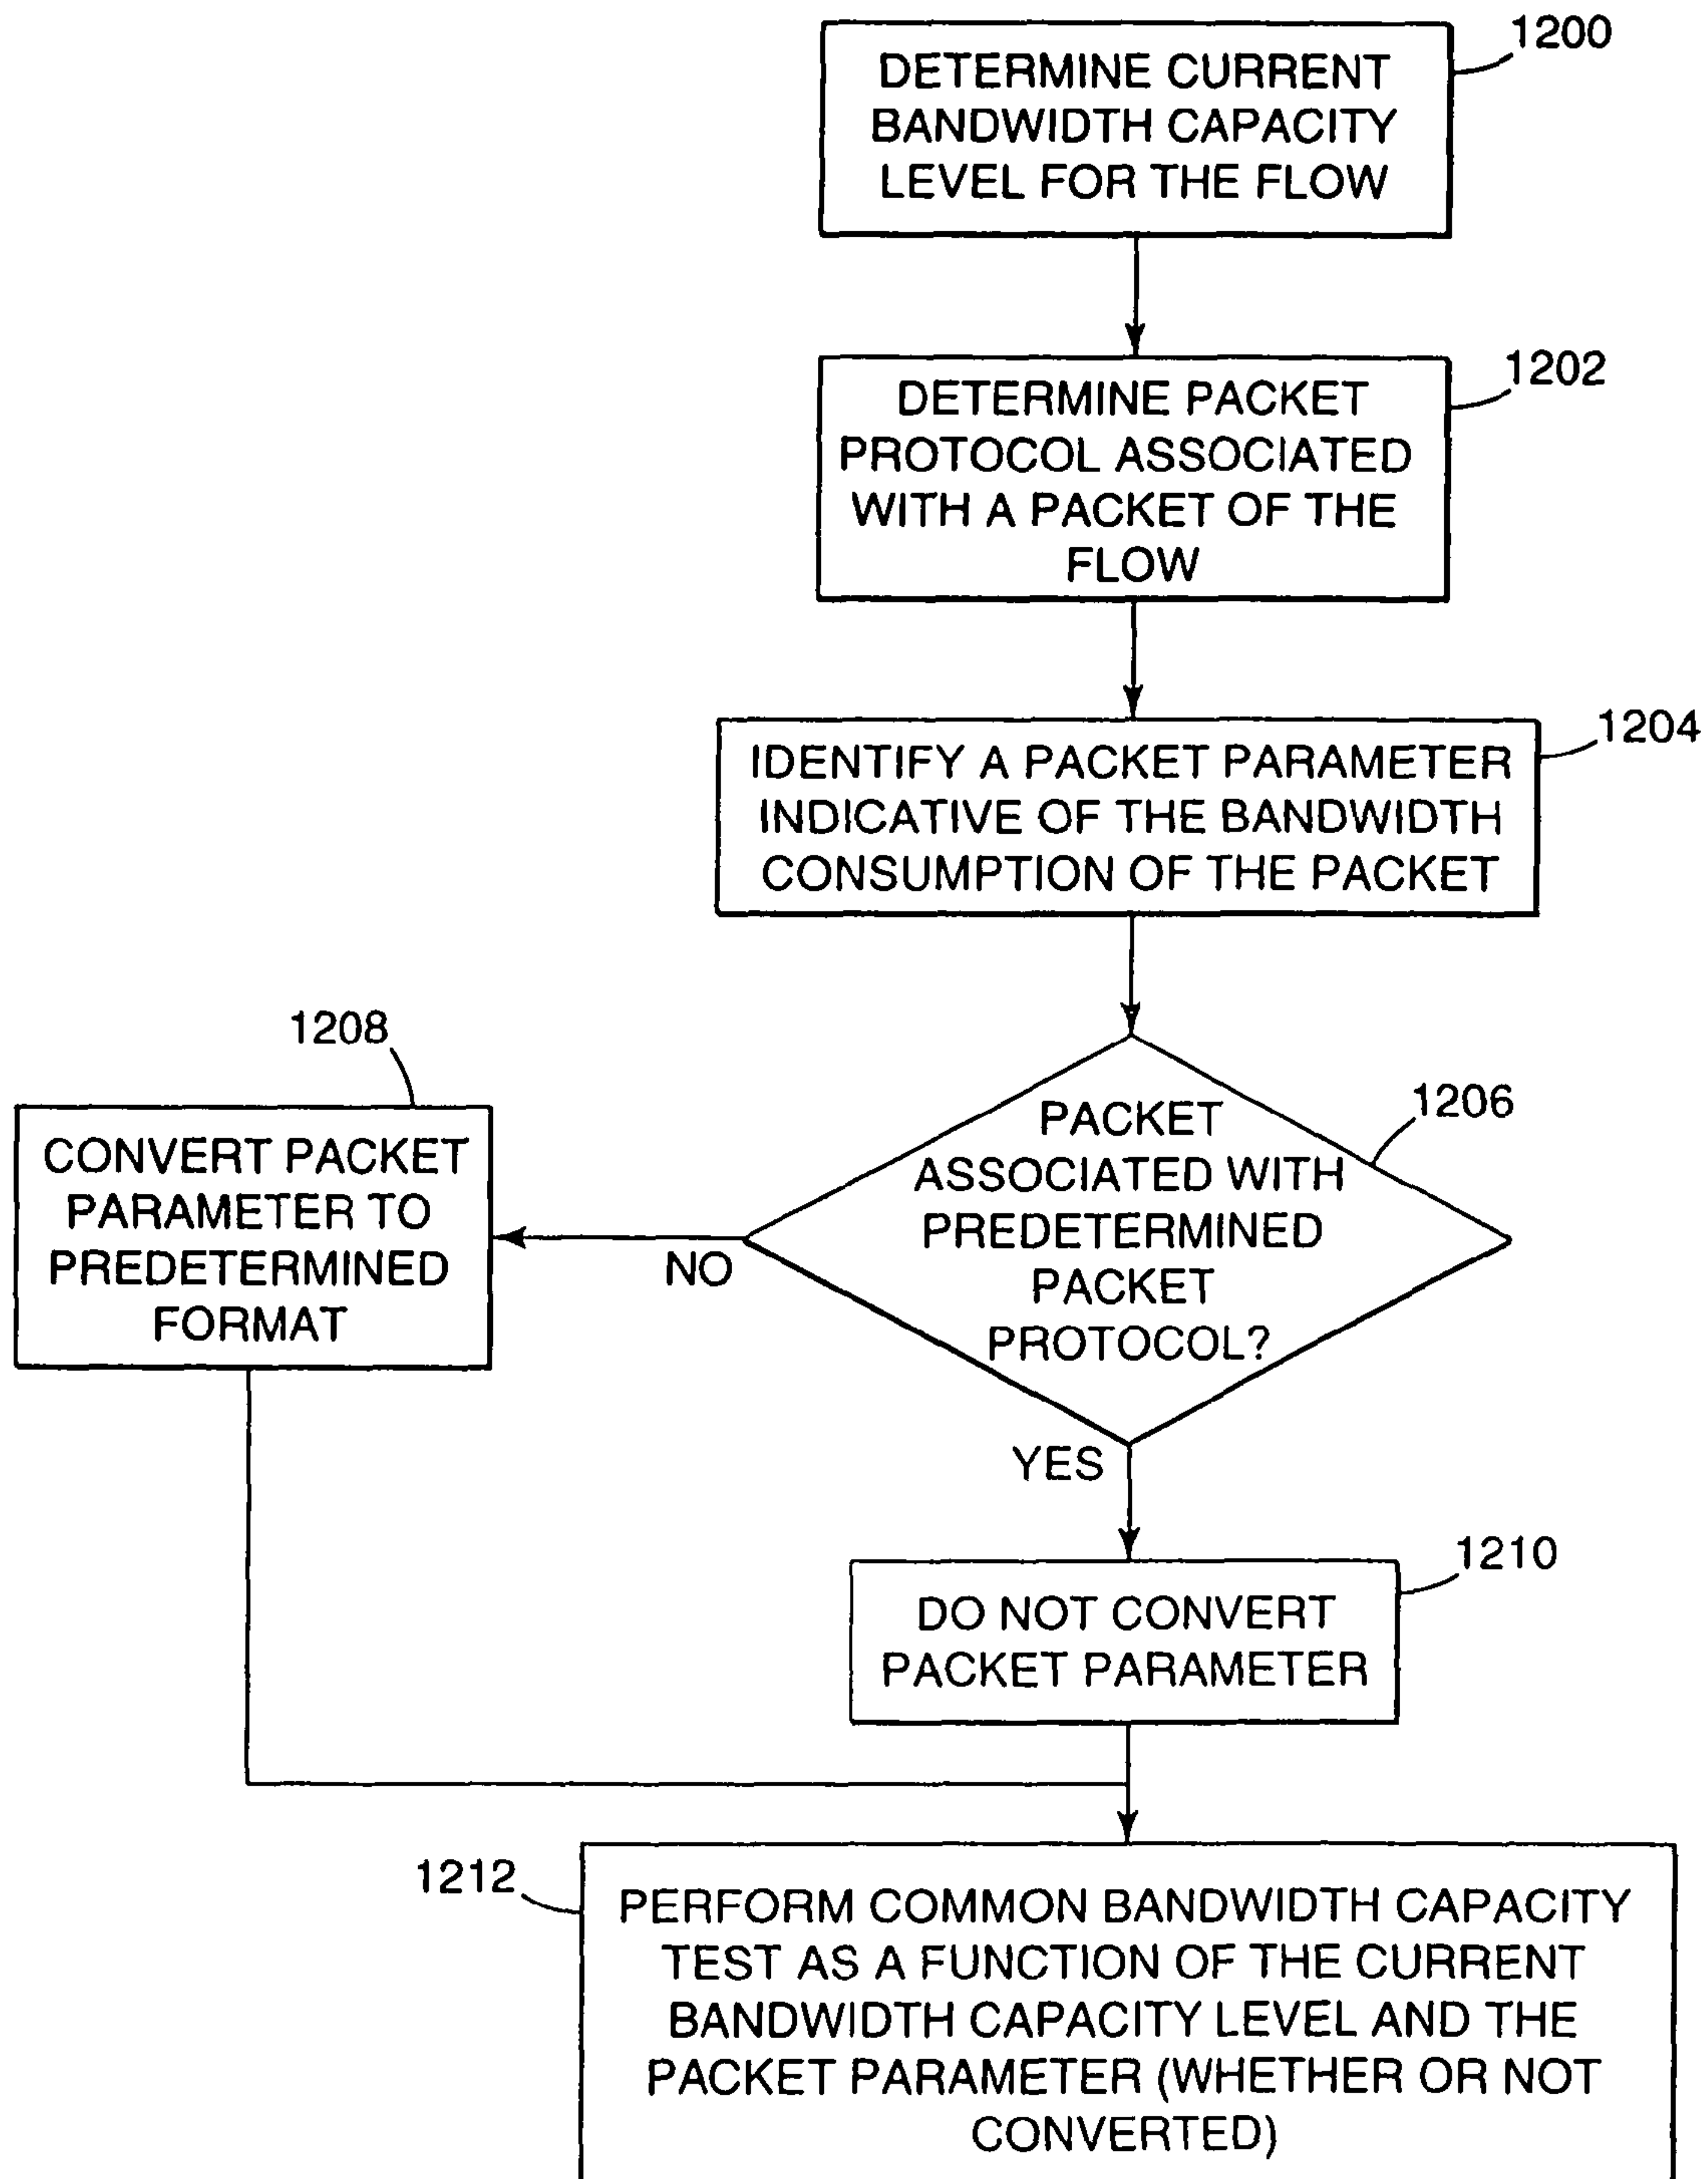 1200
DETERMINE CURRENT
BANDWIDTH CAPACITY
LEVEL FOR THE FLOW
1202
DETERMINE PACKET
PROTOCOL ASSOCIATED
WITH A PACKET OF THE
FLOW
1204
IDENTIFY A PACKET PARAMETER
INDICATIVE OF THE BANDWIDTH
CONSUMPTION OF THE PACKET
1206
PACKET
ASSOCIATED WITH
PREDETERMINED
PACKET
PROTOCOL?
NO
1208
CONVERT PACKET
PARAMETER TO
PREDETERMINED
FORMAT
YES
1210
DO NOT CONVERT
PACKET PARAMETER
1212
PERFORM COMMON BANDWIDTH CAPACITY
TEST AS A FUNCTION OF THE CURRENT
BANDWIDTH CAPACITY LEVEL AND THE
PACKET PARAMETER (WHETHER OR NOT
CONVERTED)